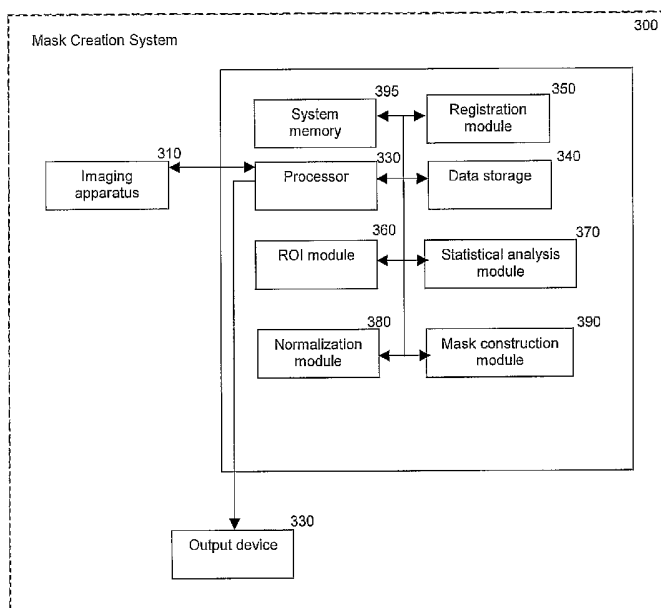 300
Mask Creation System
395
System
memory
350
Registration
module
310
Imaging
apparatus
330
Processor
340
Data storage
360
ROI module
370
Statistical analysis
module
380
Normalization
module
390
Mask construction
module
330
Output device